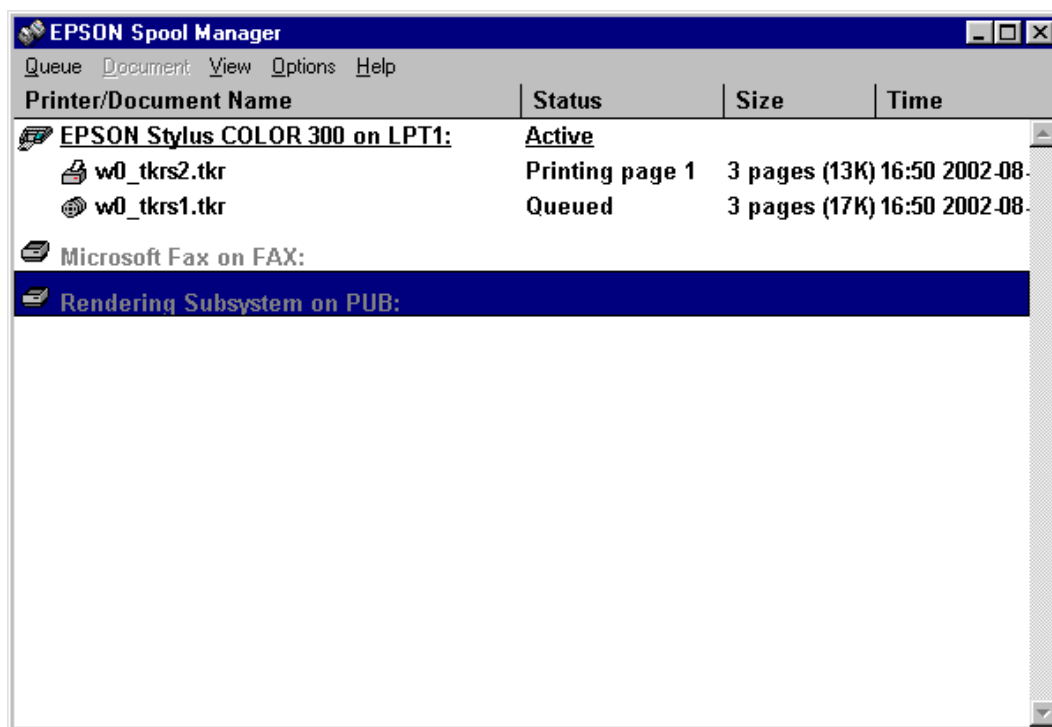 EPSON Spool Manager
Queue Document View Options Help
Printer/Document Name Status Size Time
EPSON Stylus COLOR 300 on LPT1: Active
w0_tkrs2.tkr Printing page 1 3 pages (13K) 16:50 2002-08-
w0_tkrs1.tkr Queued 3 pages (17K) 16:50 2002-08-
Microsoft Fax on FAX:
Rendering Subsystem on PUB: